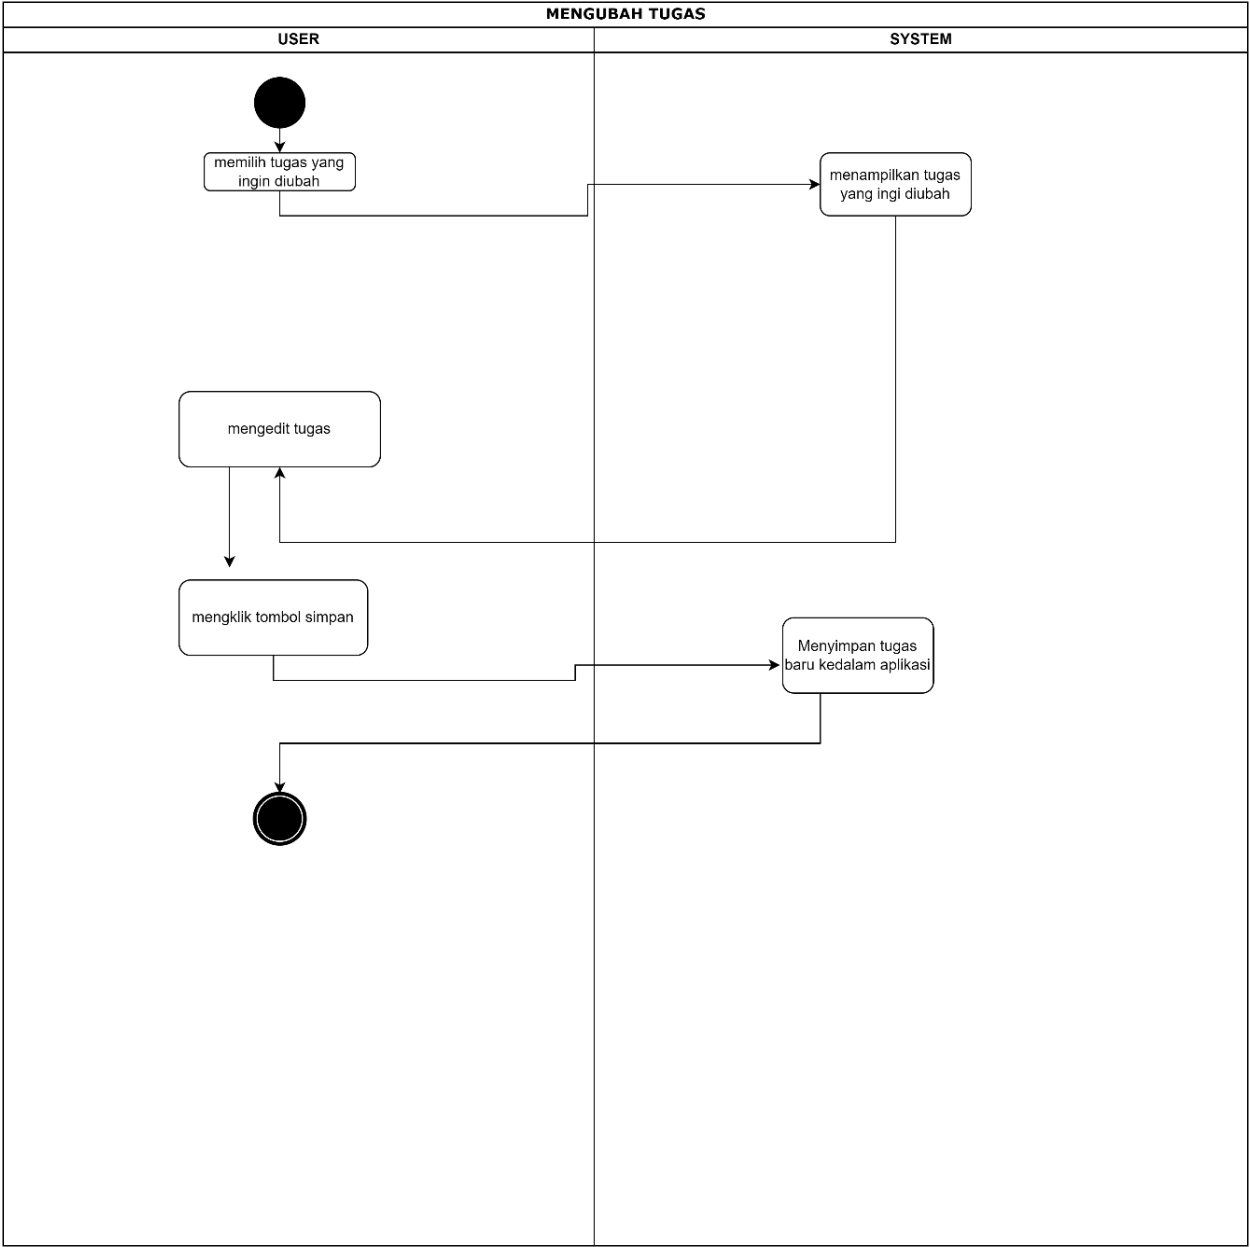 MENGUBAH TUGAS
USER
SYSTEM
memilih tugas yang
ingin diubah
menampilkan tugas
yang ingi diubah
mengedit tugas
mengklik tombol simpan
Menyimpan tugas
baru kedalam aplikasi